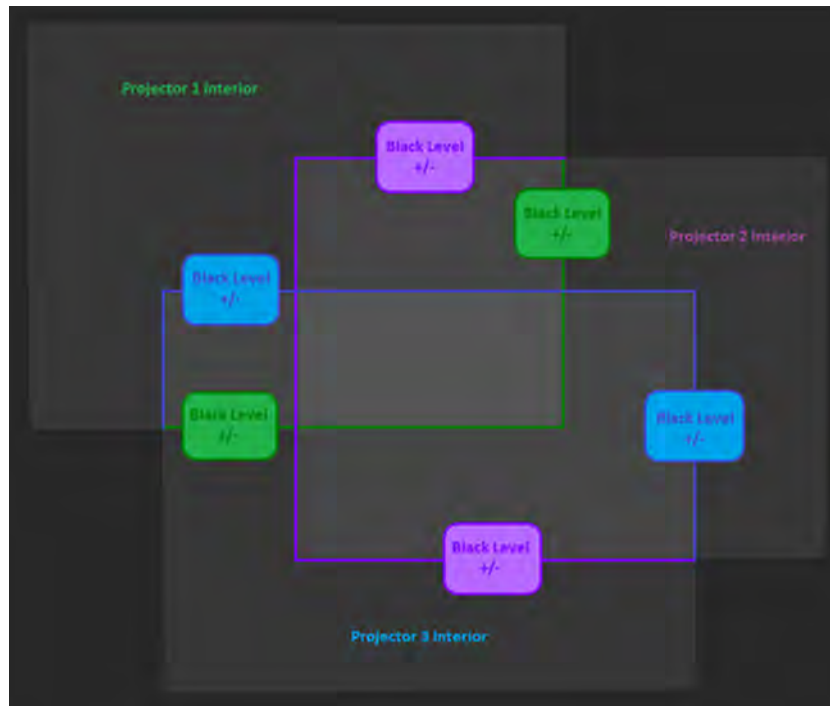 Projector 1 Interior
Black Level
+/-
Black Level
+/-
Projector 2 Interior
Black Level
+/-
Black Level
+/-
Black Level
+/-
Black Level
+/-
Projector 3 Interior